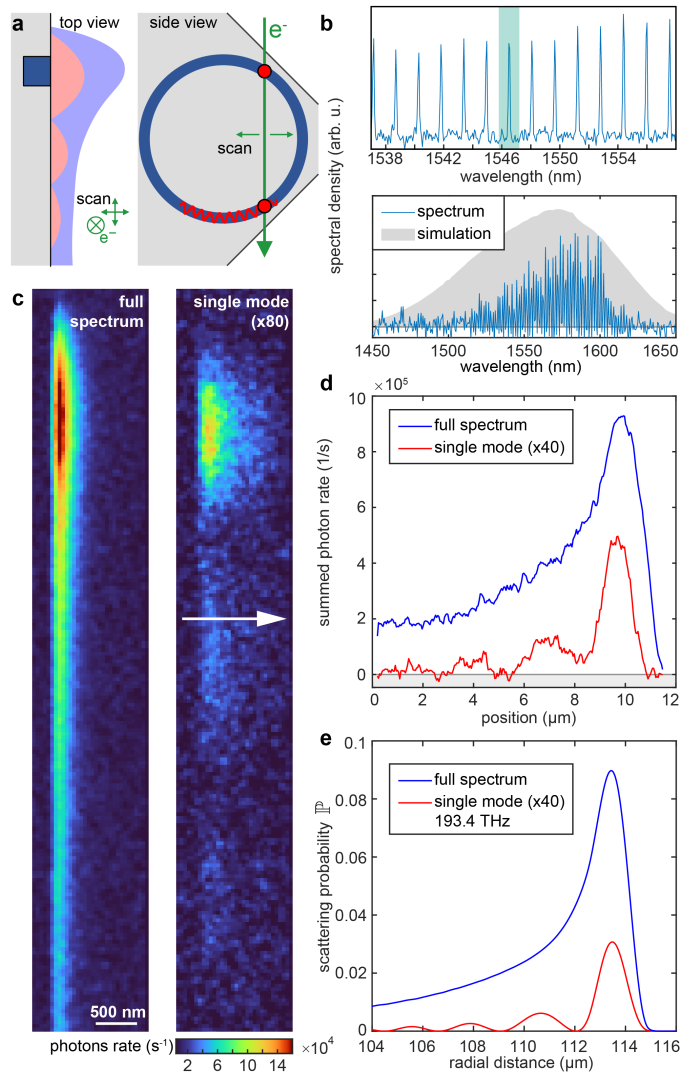 a
top view
side view
e⁻
scan
scan
e⁻
b
spectral density (arb. u.)
1538 1542 1546 1550 1554
wavelength (nm)
spectrum
simulation
1450 1500 1550 1600 1650
wavelength (nm)
c
full
spectrum
single mode
(x80)
500 nm
photons rate (s⁻¹)
2 6 10 14
×10⁴
d
×10⁵
10
8
6
4
2
0
summed photon rate (1/s)
full spectrum
single mode (x40)
0 2 4 6 8 10 12
position (μm)
e
0.1
0.08
0.06
0.04
0.02
0
scattering probability ℙ
full spectrum
single mode (x40)
193.4 THz
104 106 108 110 112 114 116
radial distance (μm)